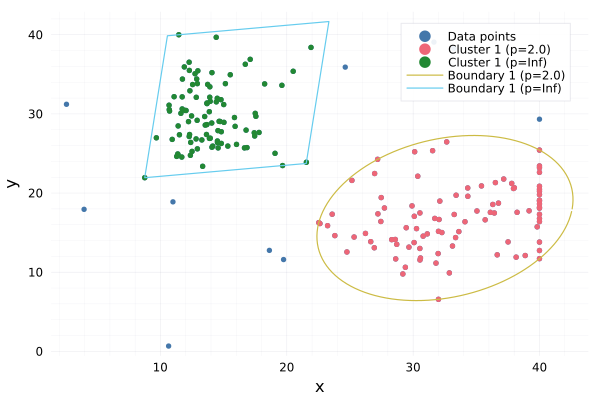 Data points
Cluster 1 (p=2.0)
Cluster 1 (p=Inf)
Boundary 1 (p=2.0)
Boundary 1 (p=Inf)
40
30
20
10
0
y
10
20
30
40
x